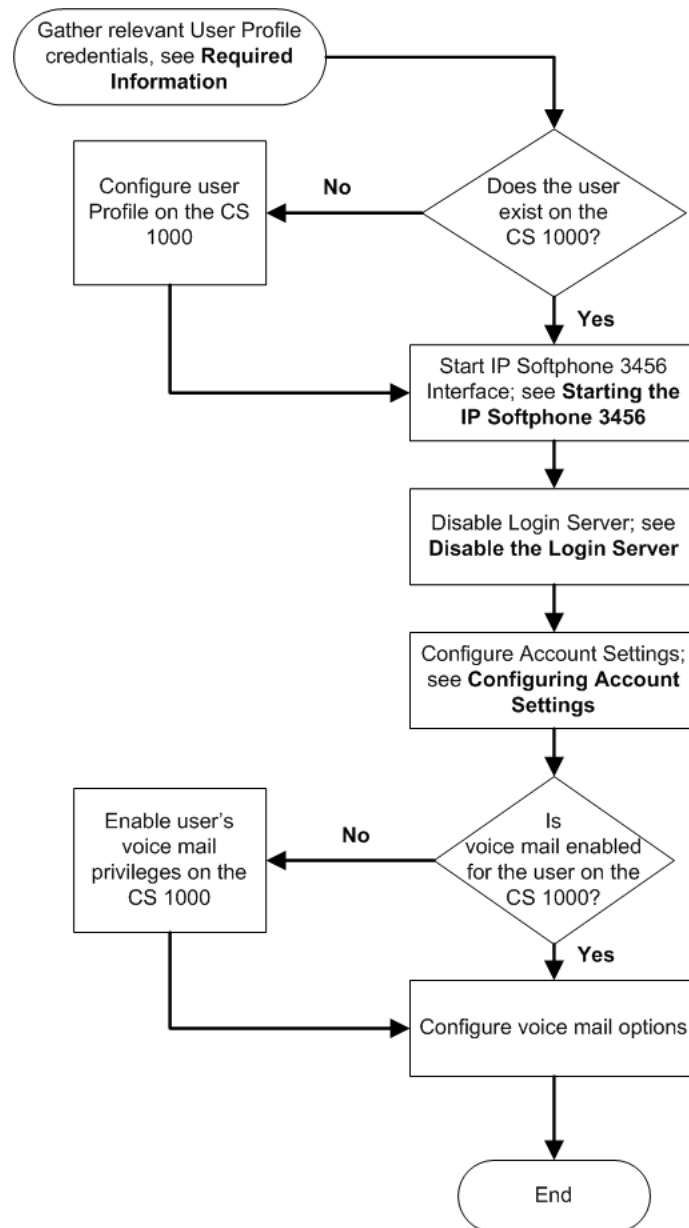 Gather relevant User Profile
credentials, see Required
Information
Configure user
Profile on the CS
1000
No
Does the user
exist on the
CS 1000?
Yes
Start IP Softphone 3456
Interface; see Starting the
IP Softphone 3456
Disable Login Server; see
Disable the Login Server
Configure Account Settings;
see Configuring Account
Settings
Enable user's
voice mail
privileges on the
CS 1000
No
Is
voice mail enabled
for the user on the
CS 1000?
Yes
Configure voice mail options
End